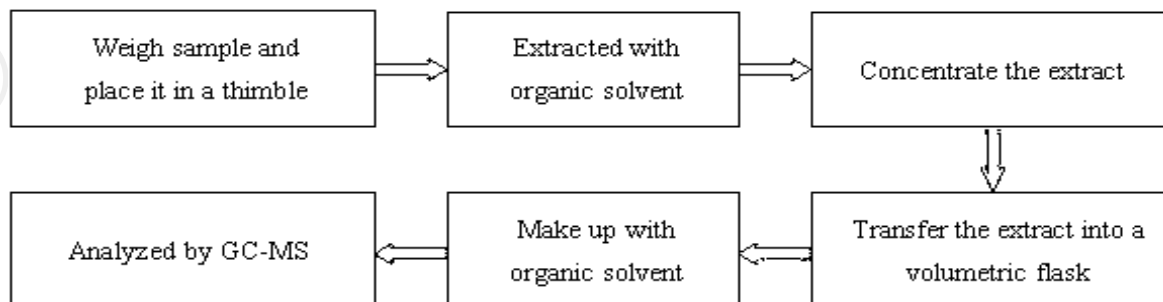 Weigh sample and
place it in a thimble
Extracted with
organic solvent
Concentrate the extract
Transfer the extract into a
volumetric flask
Make up with
organic solvent
Analyzed by GC-MS